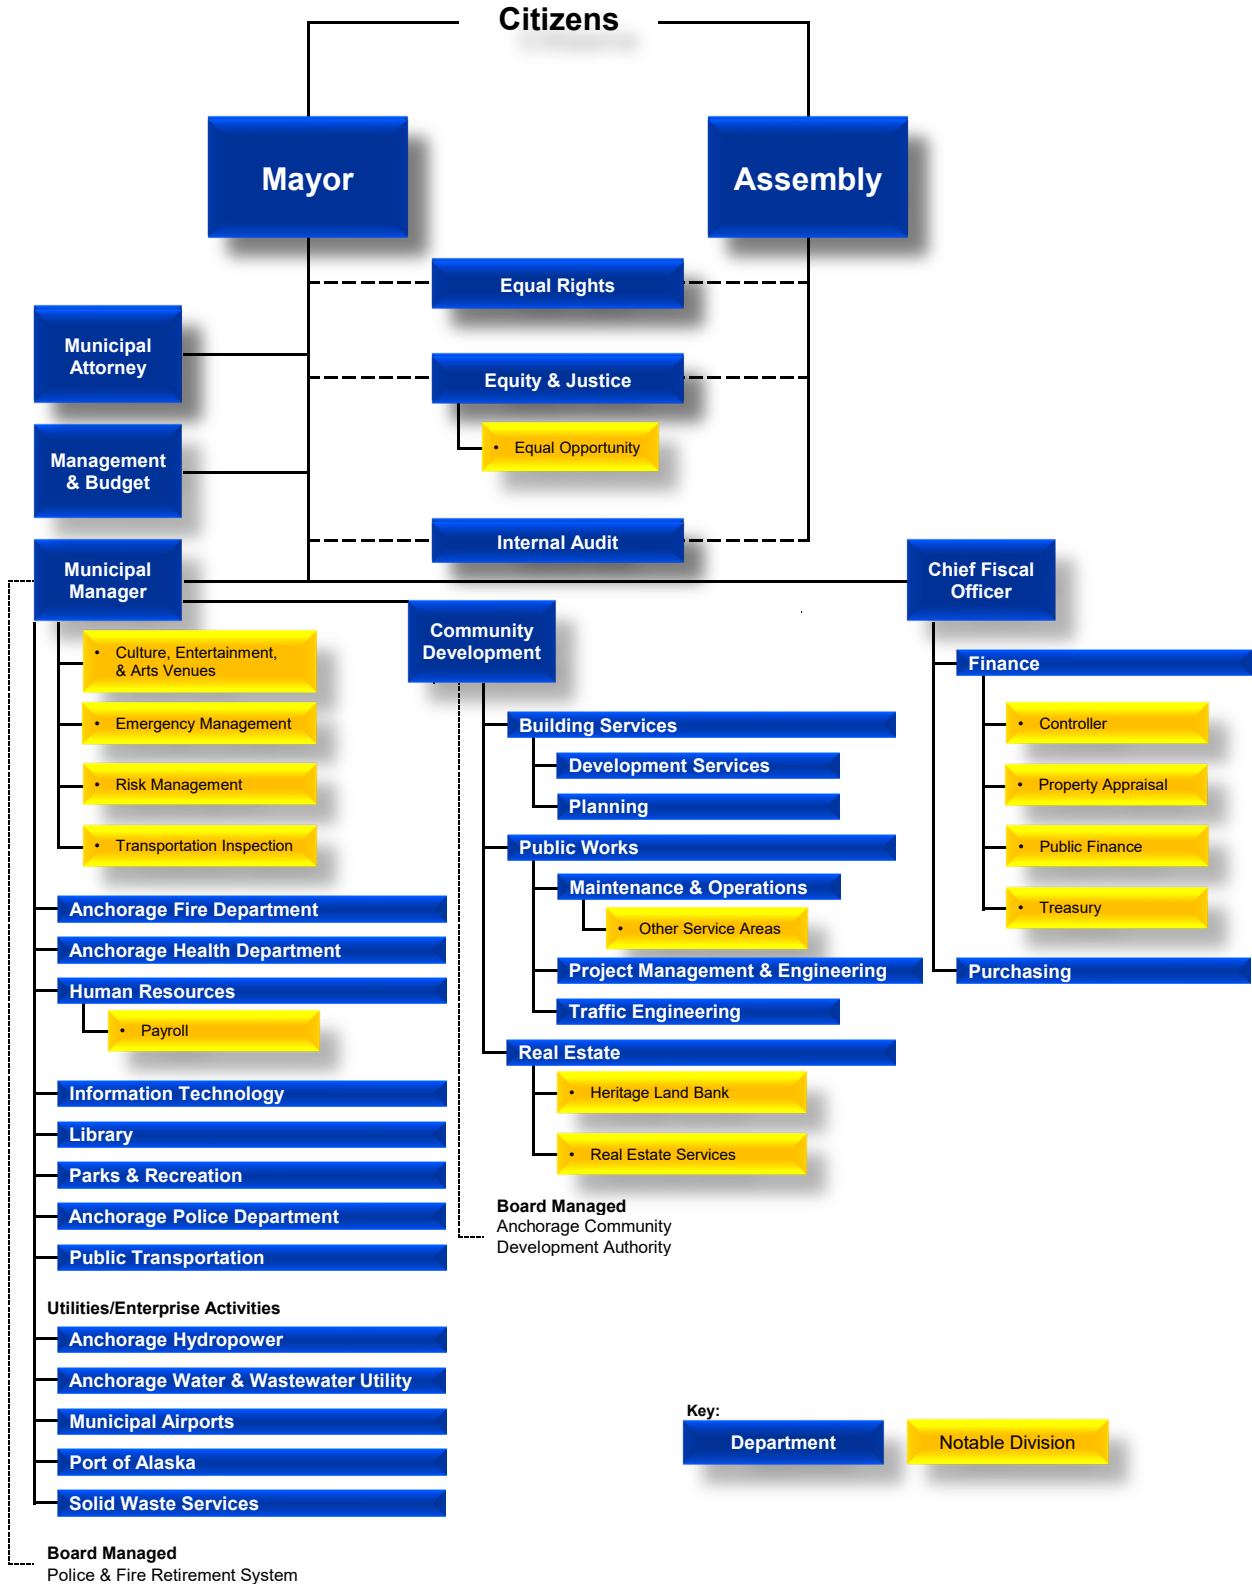 Citizens
Mayor
Assembly
Equal Rights
Municipal
Attorney
Equity & Justice
• Equal Opportunity
Management
& Budget
Internal Audit
Municipal
Manager
Chief Fiscal
Officer
Community
Development
• Culture, Entertainment,
& Arts Venues
• Emergency Management
• Risk Management
• Transportation Inspection
Anchorage Fire Department
Anchorage Health Department
Human Resources
• Payroll
Information Technology
Library
Parks & Recreation
Anchorage Police Department
Public Transportation
Utilities/Enterprise Activities
Anchorage Hydropower
Anchorage Water & Wastewater Utility
Municipal Airports
Port of Alaska
Solid Waste Services
Board Managed
Police & Fire Retirement System
Building Services
Development Services
Planning
Public Works
Maintenance & Operations
• Other Service Areas
Project Management & Engineering
Traffic Engineering
Real Estate
• Heritage Land Bank
• Real Estate Services
Board Managed
Anchorage Community
Development Authority
Finance
• Controller
• Property Appraisal
• Public Finance
• Treasury
Purchasing
Key:
Department
Notable Division